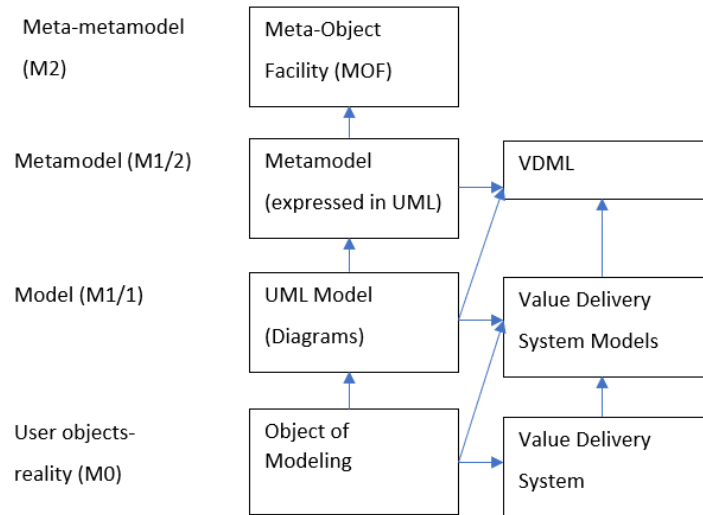 Meta-metamodel
(M2)
Meta-Object
Facility (MOF)
Metamodel (M1/2)
Metamodel
(expressed in UML)
VDML
Model (M1/1)
UML Model
(Diagrams)
Value Delivery
System Models
User objects-
reality (M0)
Object of
Modeling
Value Delivery
System